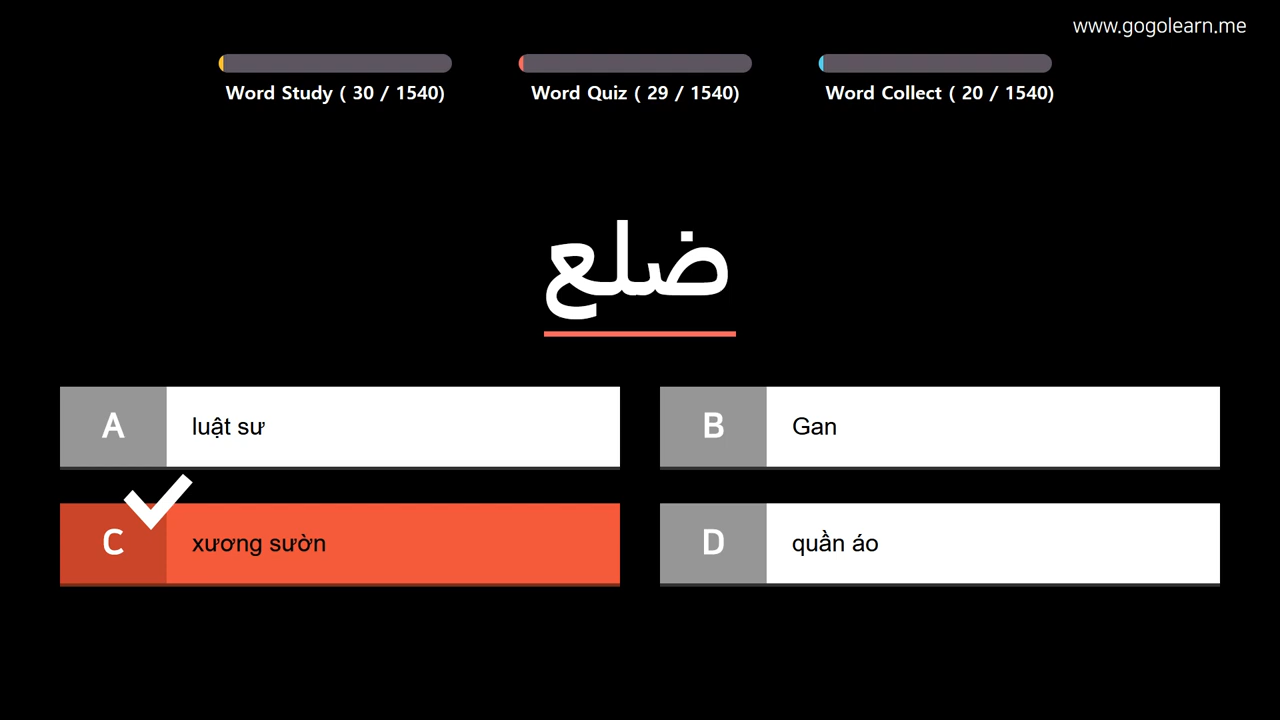 www.gogolearn.me
Word Study ( 30 / 1540)
Word Quiz ( 29 / 1540)
Word Collect ( 20 / 1540)
ضلع
A luật sư
B Gan
C xương sườn
D quần áo